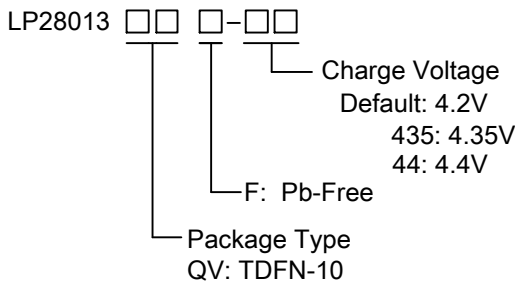 LP28013 □□ □-□□
Charge Voltage
Default: 4.2V
435: 4.35V
44: 4.4V
F: Pb-Free
Package Type
QV: TDFN-10